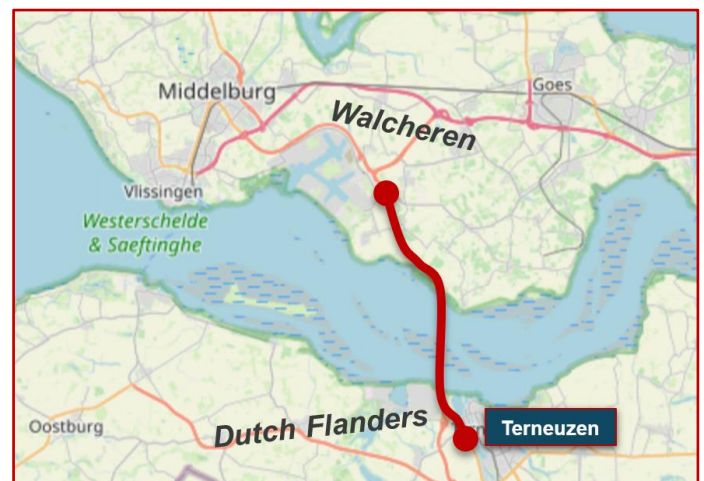 Middelburg
Goes
Walcheren
Vlissingen
Westerschelde
& Saeftinghe
Dutch Flanders
Oostburg
Terneuzen